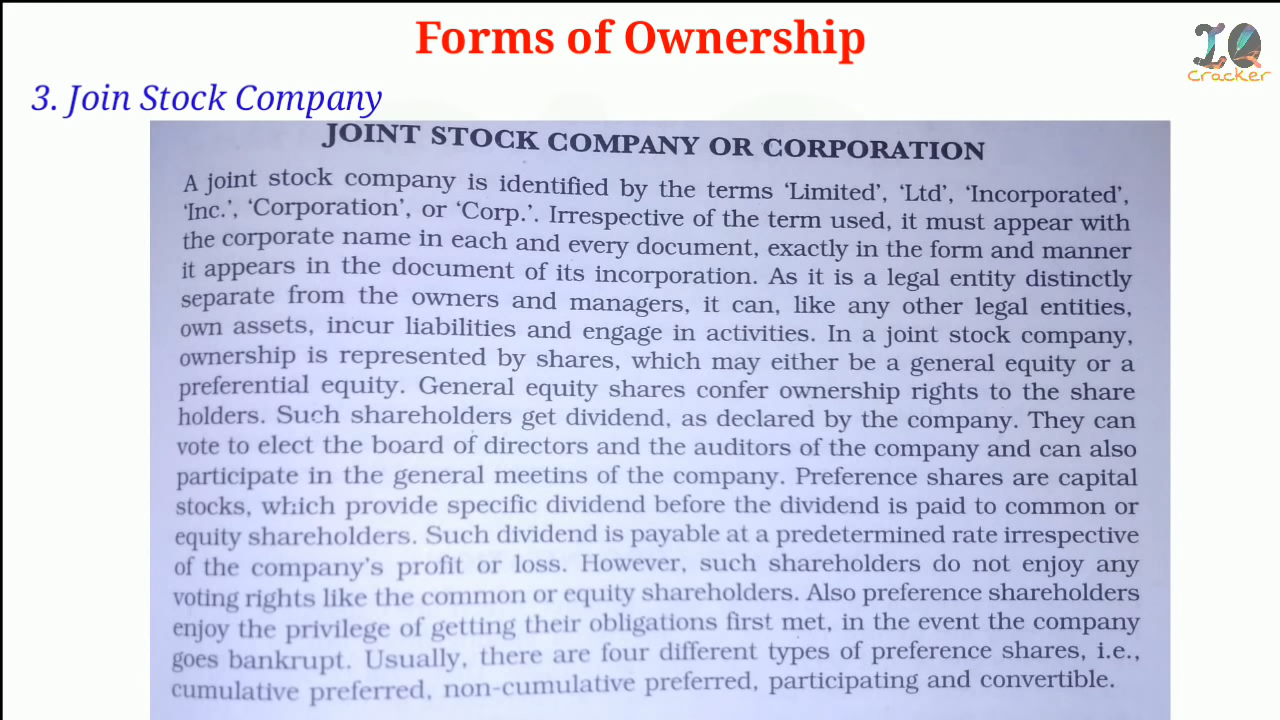 Forms of Ownership
IQ
Cracker
3. Join Stock Company
JOINT STOCK COMPANY OR CORPORATION
A joint stock company is identified by the terms ‘Limited’, ‘Ltd’, ‘Incorporated’,
‘Inc.’, ‘Corporation’, or ‘Corp.’. Irrespective of the term used, it must appear with
the corporate name in each and every document, exactly in the form and manner
it appears in the document of its incorporation. As it is a legal entity distinctly
separate from the owners and managers, it can, like any other legal entities,
own assets, incur liabilities and engage in activities. In a joint stock company,
ownership is represented by shares, which may either be a general equity or a
preferential equity. General equity shares confer ownership rights to the share
holders. Such shareholders get dividend, as declared by the company. They can
vote to elect the board of directors and the auditors of the company and can also
participate in the general meetins of the company. Preference shares are capital
stocks, which provide specific dividend before the dividend is paid to common or
equity shareholders. Such dividend is payable at a predetermined rate irrespective
of the company’s profit or loss. However, such shareholders do not enjoy any
voting rights like the common or equity shareholders. Also preference shareholders
enjoy the privilege of getting their obligations first met, in the event the company
goes bankrupt. Usually, there are four different types of preference shares, i.e.,
cumulative preferred, non-cumulative preferred, participating and convertible.